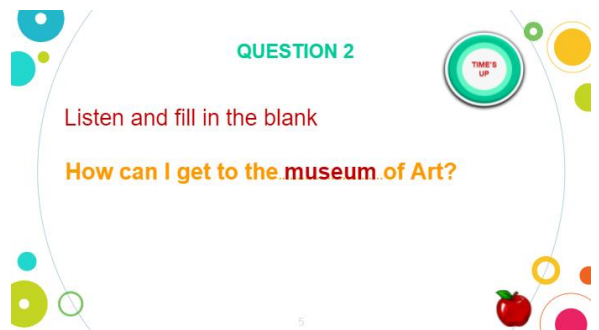 QUESTION 2
TIME'S
UP
Listen and fill in the blank
How can I get to the..museum..of Art?
5